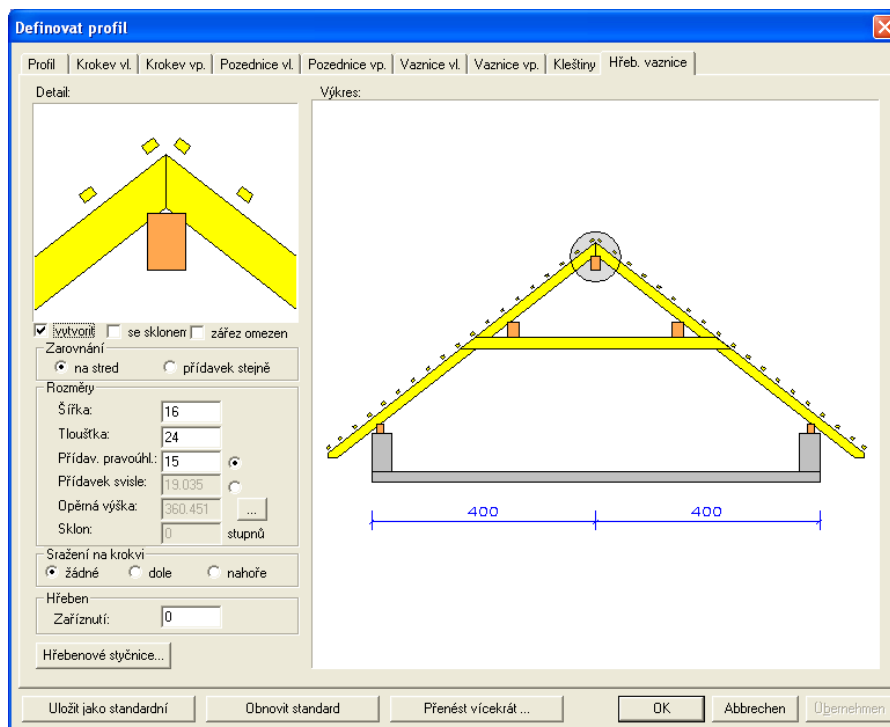 Definovat profil
Profil Krokev vl. Krokev vp. Pozednice vl. Pozednice vp. Vaznice vl. Vaznice vp. Kleštiny Hřeb. vaznice
Detail:
Výkres:
vytvorit se sklonem zářez omezen
Zarovnání
na stred přídavek stejně
Rozměry
Šířka: 16
Tloušťka: 24
Přídav. pravoúhl.: 15
Přídavek svisle: 19.035
Opěrná výška: 360.451 ...
Sklon: 0 stupnů
Sražení na krokvi
žádné dole nahoře
Hřeben
Zaříznutí: 0
Hřebenové styčnice...
400 400
Uložit jako standardní Obnovit standard Přenést vícekrát ... OK Abbrechen Übernehmen